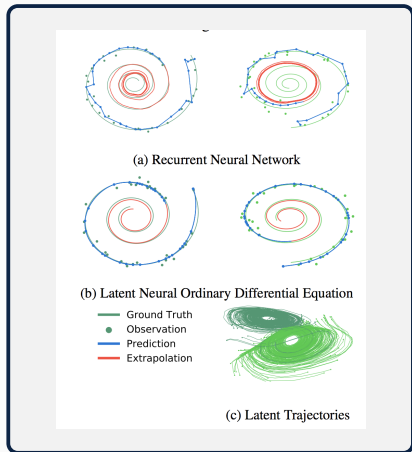 (a) Recurrent Neural Network
(b) Latent Neural Ordinary Differential Equation
Ground Truth
Observation
Prediction
Extrapolation
(c) Latent Trajectories